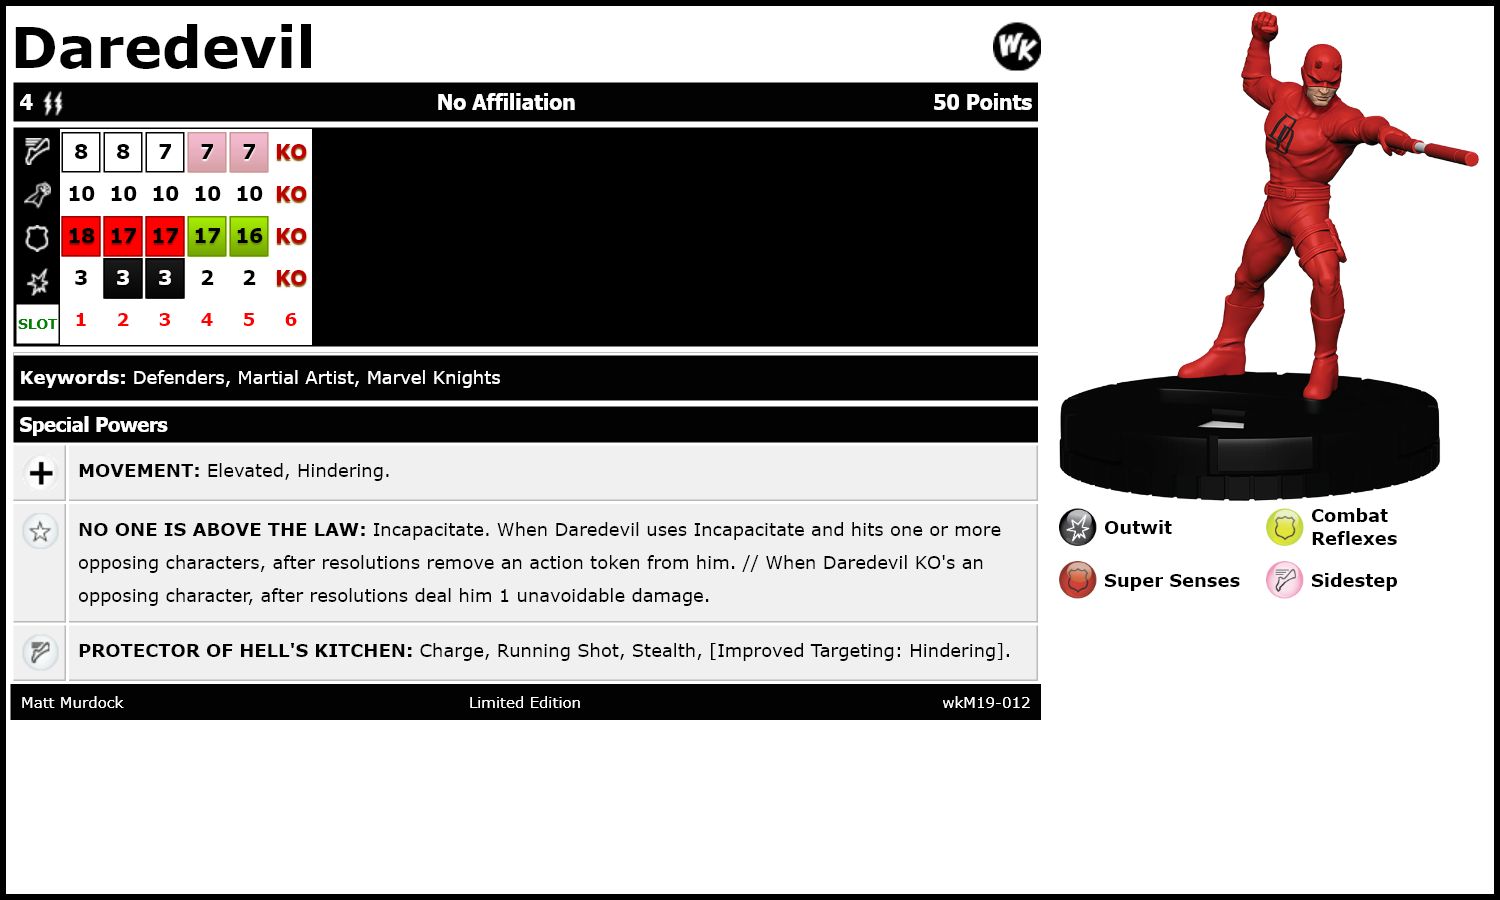 Daredevil
WK
4 No Affiliation 50 Points
8 8 7 7 7 KO
10 10 10 10 10 KO
18 17 17 17 16 KO
3 3 3 2 2 KO
SLOT 1 2 3 4 5 6
Keywords: Defenders, Martial Artist, Marvel Knights
Special Powers
MOVEMENT: Elevated, Hindering.
NO ONE IS ABOVE THE LAW: Incapacitate. When Daredevil uses Incapacitate and hits one or more
opposing characters, after resolutions remove an action token from him. // When Daredevil KO's an
opposing character, after resolutions deal him 1 unavoidable damage.
PROTECTOR OF HELL'S KITCHEN: Charge, Running Shot, Stealth, [Improved Targeting: Hindering].
Matt Murdock Limited Edition wkM19-012
DD
Outwit
Combat
Reflexes
Super Senses
Sidestep